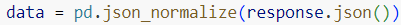 data = pd.json_normalize(response.json())